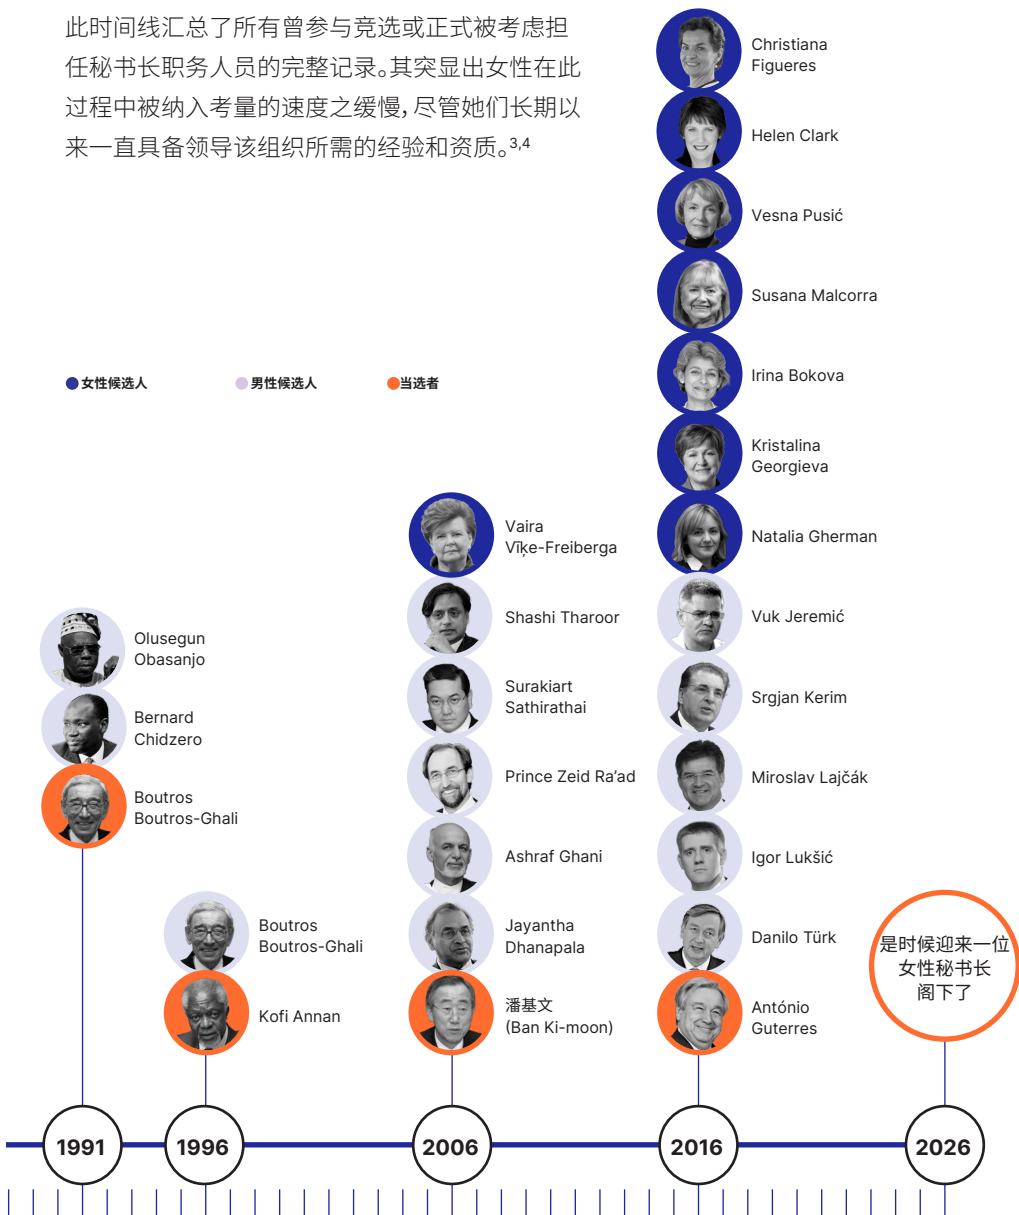 此时间线汇总了所有曾参与竞选或正式被考虑担
任秘书长职务人员的完整记录。其突显出女性在此
过程中被纳入考量的速度之缓慢，尽管她们长期以
来一直具备领导该组织所需的经验和资质。3,4
女性候选人
男性候选人
当选者
Olusegun
Obasanjo
Bernard
Chidzero
Boutros
Boutros-Ghali
Boutros
Boutros-Ghali
Kofi Annan
Vaira
Vīķe-Freiberga
Shashi Tharoor
Surakiart
Sathirathai
Prince Zeid Ra’ad
Ashraf Ghani
Jayantha
Dhanapala
潘基文
(Ban Ki-moon)
Christiana
Figueres
Helen Clark
Vesna Pusić
Susana Malcorra
Irina Bokova
Kristalina
Georgieva
Natalia Gherman
Vuk Jeremić
Srgjan Kerim
Miroslav Lajčák
Igor Lukšić
Danilo Türk
António
Guterres
是时候迎来一位
女性秘书长
阁下了
1991
1996
2006
2016
2026